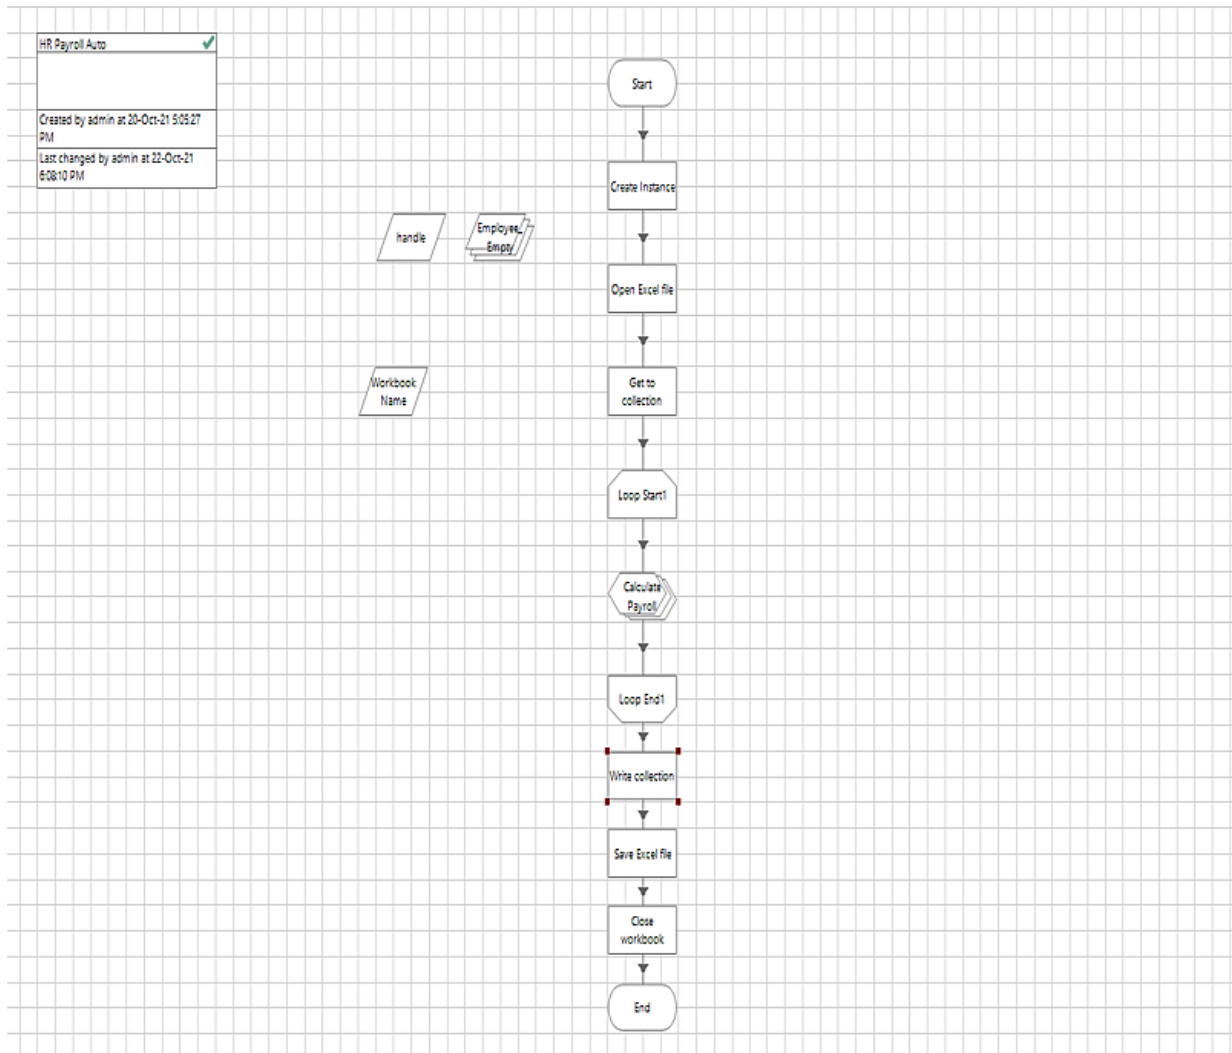 HR Payroll Auto
Created by admin at 20-Oct-21 5:05:27
PM
Last changed by admin at 22-Oct-21
6:08:10 PM
Start
Create Instance
handle
Employee_
Empty
Open Excel file
Workbook
Name
Get to
collection
Loop Start1
Calculate
Payroll
Loop End1
Write collection
Save Excel file
Close
workbook
End